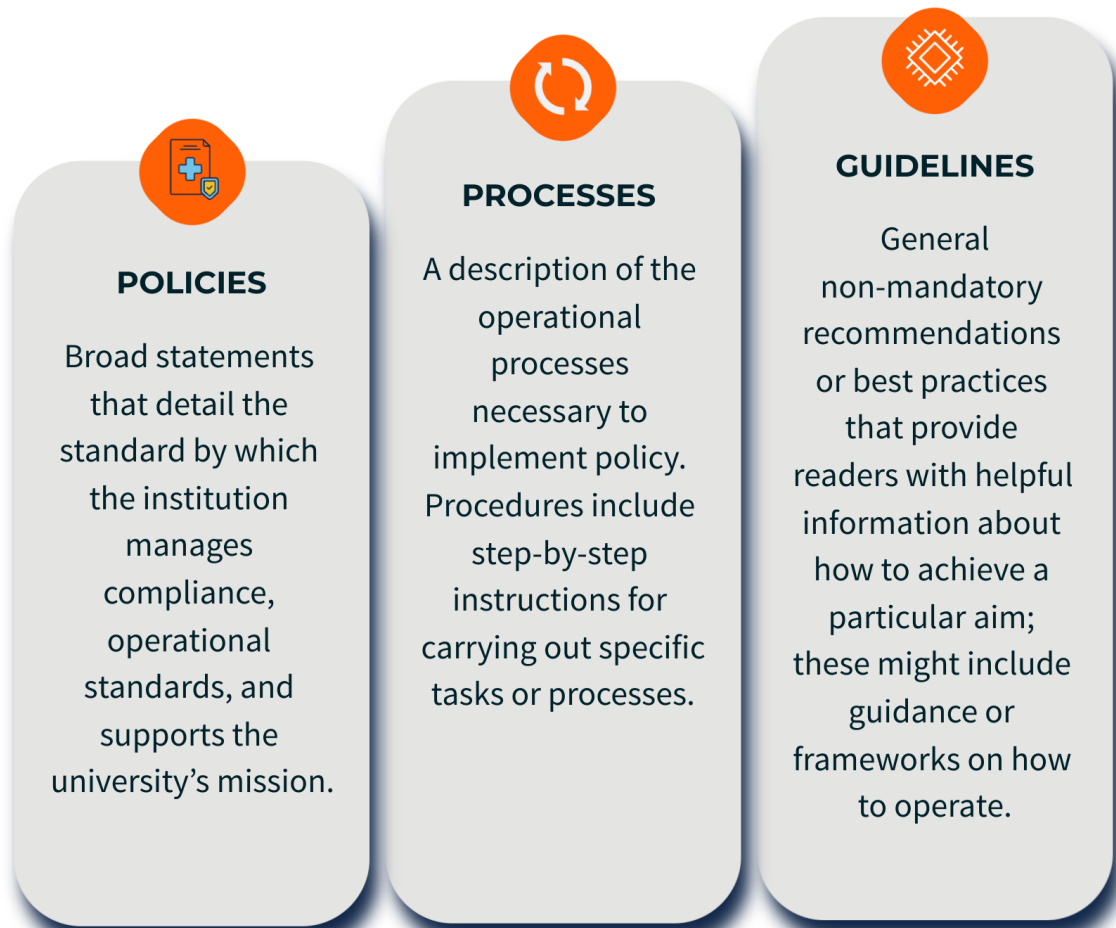 POLICIES
Broad statements
that detail the
standard by which
the institution
manages
compliance,
operational
standards, and
supports the
university’s mission.
PROCESSES
A description of the
operational
processes
necessary to
implement policy.
Procedures include
step-by-step
instructions for
carrying out specific
tasks or processes.
GUIDELINES
General
non-mandatory
recommendations
or best practices
that provide
readers with helpful
information about
how to achieve a
particular aim;
these might include
guidance or
frameworks on how
to operate.